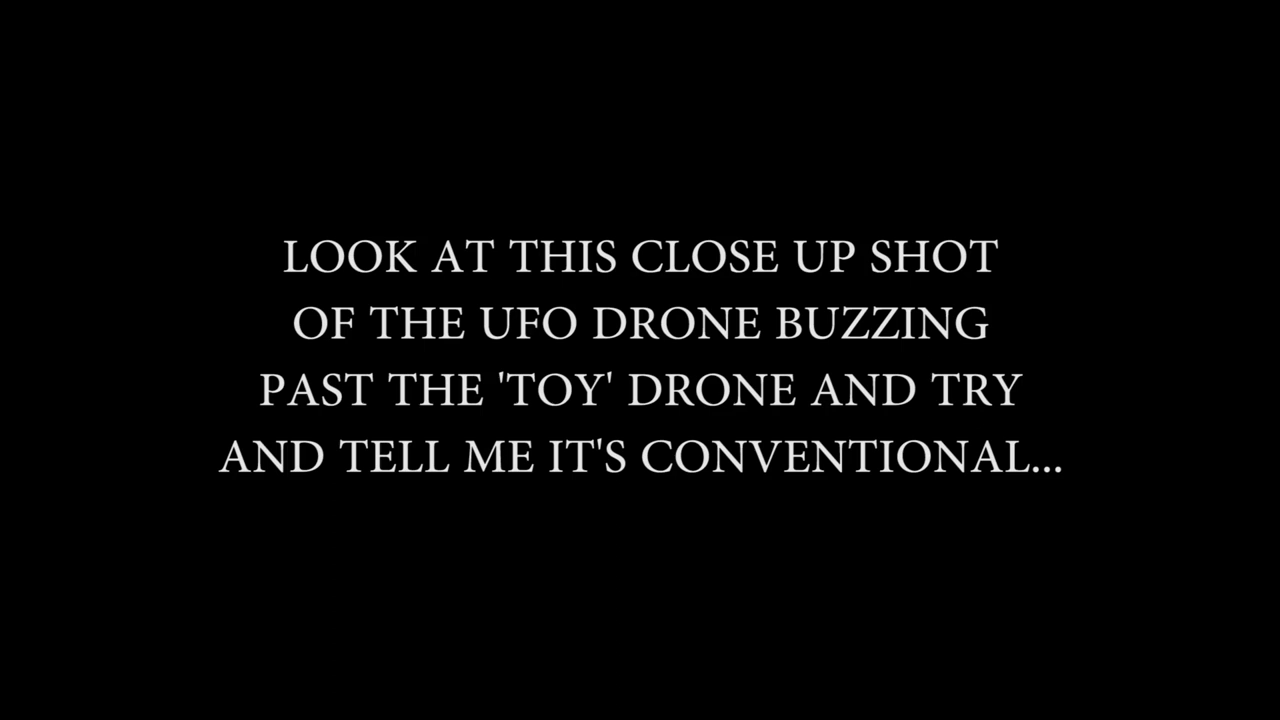 LOOK AT THIS CLOSE UP SHOT
OF THE UFO DRONE BUZZING
PAST THE 'TOY' DRONE AND TRY
AND TELL ME IT'S CONVENTIONAL...